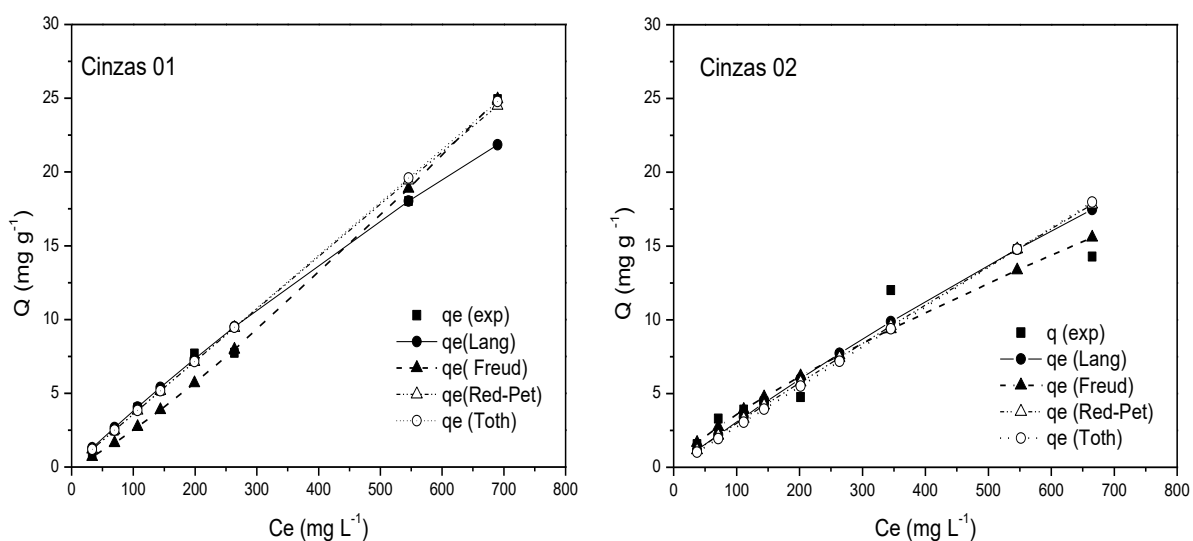 Cinzas 01
30
25
20
15
10
5
0
Q (mg g⁻¹)
qe (exp)
qe(Lang)
qe( Freud)
qe(Red-Pet)
qe (Toth)
0 100 200 300 400 500 600 700 800
Ce (mg L⁻¹)
Cinzas 02
30
25
20
15
10
5
0
Q (mg g⁻¹)
q (exp)
qe (Lang)
qe (Freud)
qe (Red-Pet)
qe (Toth)
0 100 200 300 400 500 600 700 800
Ce (mg L⁻¹)